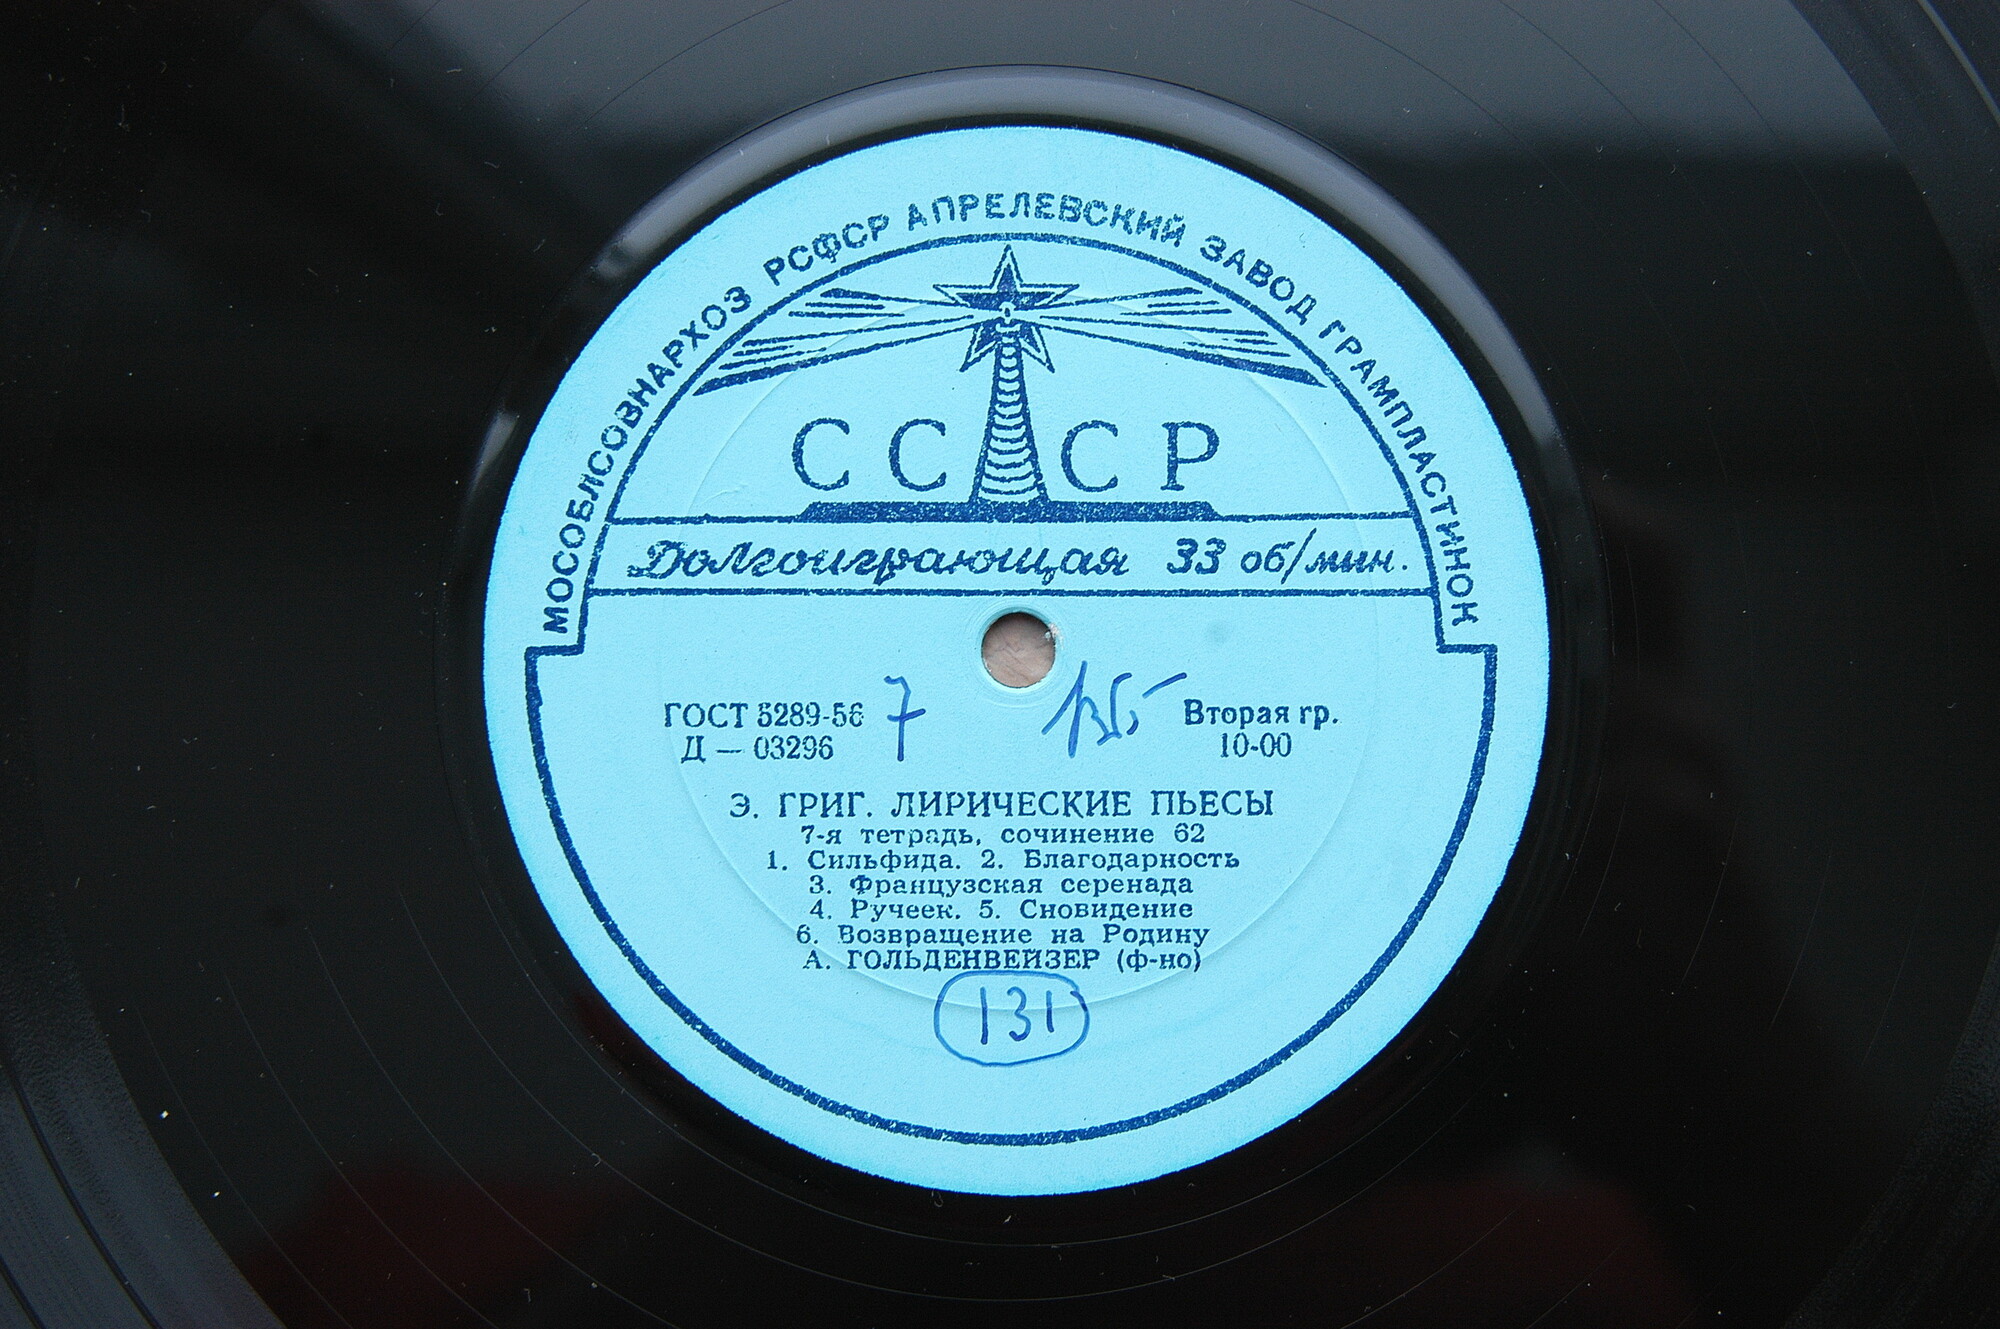 МОСОБЛСОВНАРХОЗ РСФСР АПРЕЛЕВСКИЙ ЗАВОД ГРАМПЛАСТИНОК
СССР
Долгоиграющая 33 об/мин.
ГОСТ 5289-56 7 Вторая гр.
Д — 03296 10-00
Э. ГРИГ. ЛИРИЧЕСКИЕ ПЬЕСЫ
7-я тетрадь, сочинение 62
1. Сильфида. 2. Благодарность
3. Французская серенада
4. Ручеек. 5. Сновидение
6. Возвращение на Родину
А. ГОЛЬДЕНВЕЙЗЕР (ф-но)
131